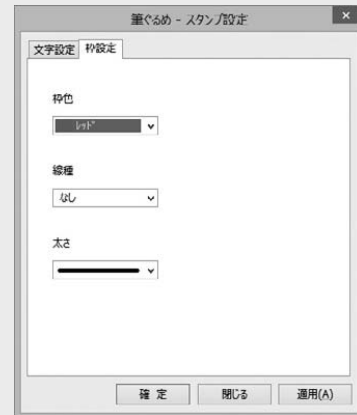 筆ぐるめ - スタンプ設定
×
文字設定 枠設定
枠色
レッド
線種
なし
太さ
確 定 閉じる 適用(A)